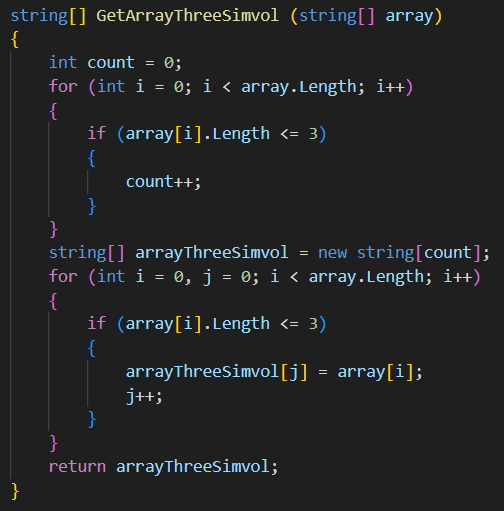 string[] GetArrayThreeSimvol (string[] array)
{
    int count = 0;
    for (int i = 0; i < array.Length; i++)
    {
        if (array[i].Length <= 3)
        {
            count++;
        }
    }
    string[] arrayThreeSimvol = new string[count];
    for (int i = 0, j = 0; i < array.Length; i++)
    {
        if (array[i].Length <= 3)
        {
            arrayThreeSimvol[j] = array[i];
            j++;
        }
    }
    return arrayThreeSimvol;
}